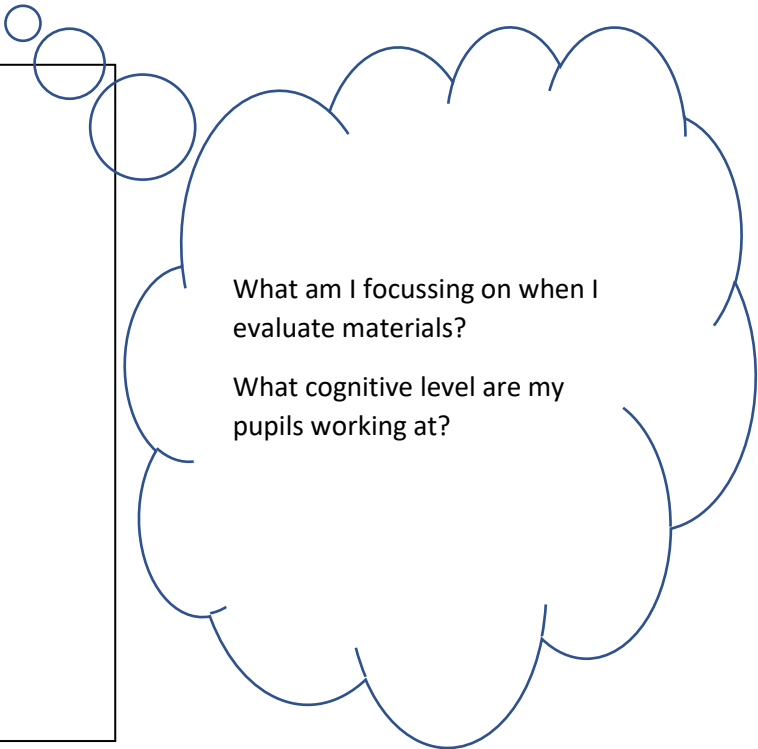 What am I focussing on when I
evaluate materials?
What cognitive level are my
pupils working at?